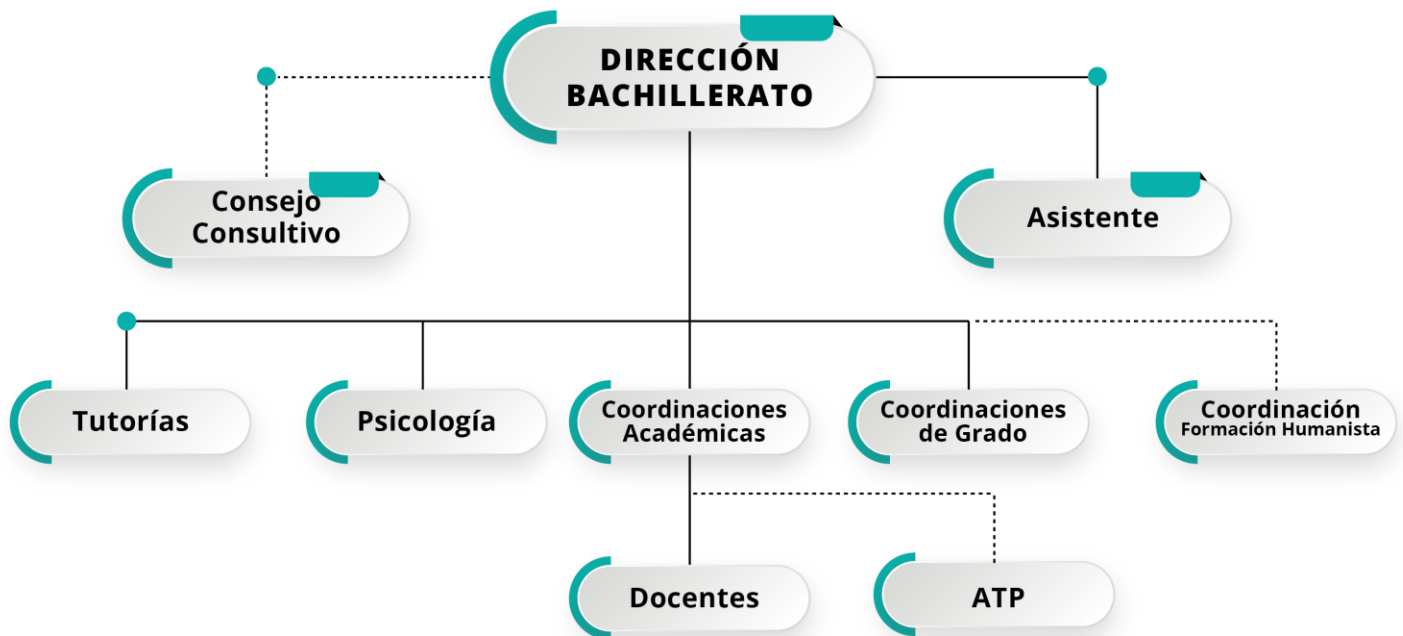 DIRECCIÓN
BACHILLERATO
Consejo
Consultivo
Asistente
Tutorías
Psicología
Coordinaciones
Académicas
Coordinaciones
de Grado
Coordinación
Formación Humanista
Docentes
ATP